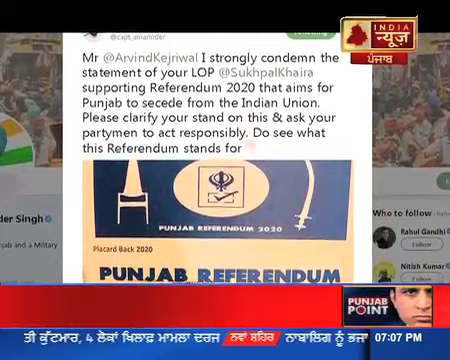 @capt_amarinder
INDIA
न्यूज़
ਪੰਜਾਬ
Mr @ArvindKejriwal I strongly condemn the
statement of your LOP @SukhpalKhaira
supporting Referendum 2020 that aims for
Punjab to secede from the Indian Union.
Please clarify your stand on this & ask your
partymen to act responsibly. Do see what
this Referendum stands for
PUNJAB REFERENDUM 2020
Placard Back 2020
PUNJAB REFERENDUM
der Singh
njab and a Military
Who to follow
Rahul Gandhi
Follow
Nitish Kumar
Follow
PUNJAB
POINT
ਤੀ ਕੁੱਟਮਾਰ, 4 ਲੋਕਾਂ ਖ਼ਿਲਾਫ਼ ਮਾਮਲਾ ਦਰਜ ਨਵਾਂ ਸ਼ਹਿਰ ਨਾਬਾਲਿਗ ਨੂੰ ਭਜਾ 07:07 PM